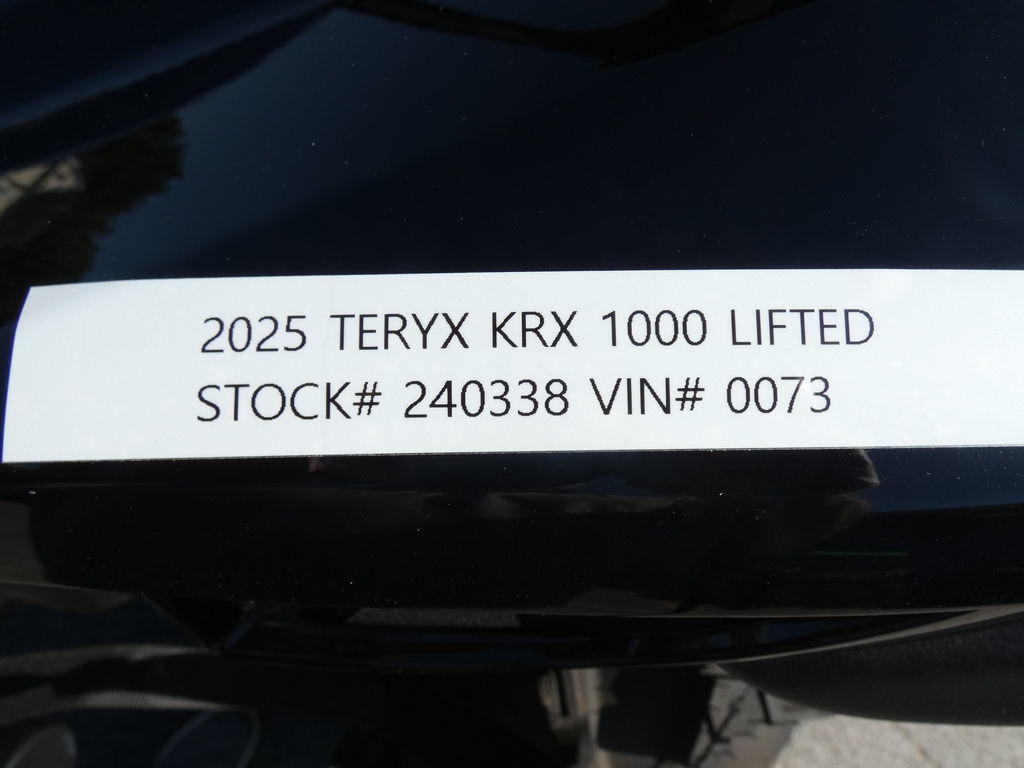 2025 TERYX KRX 1000 LIFTED
STOCK# 240338 VIN# 0073